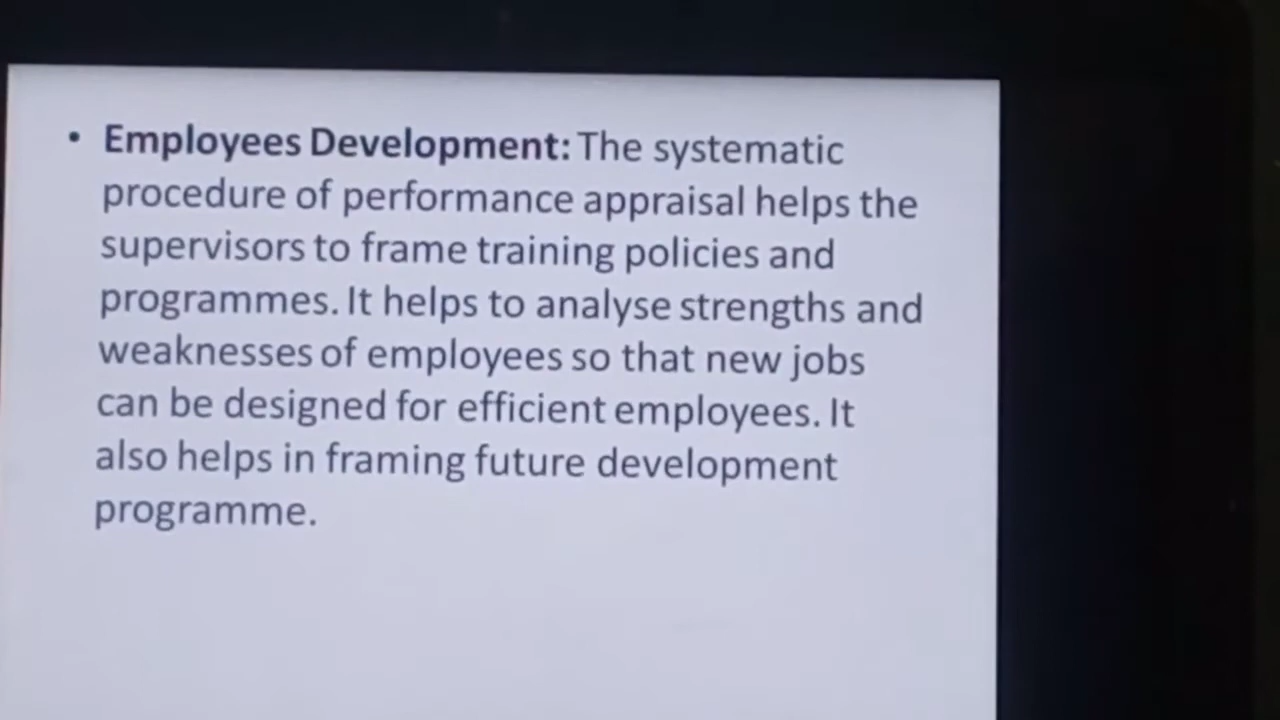 • Employees Development: The systematic
procedure of performance appraisal helps the
supervisors to frame training policies and
programmes. It helps to analyse strengths and
weaknesses of employees so that new jobs
can be designed for efficient employees. It
also helps in framing future development
programme.